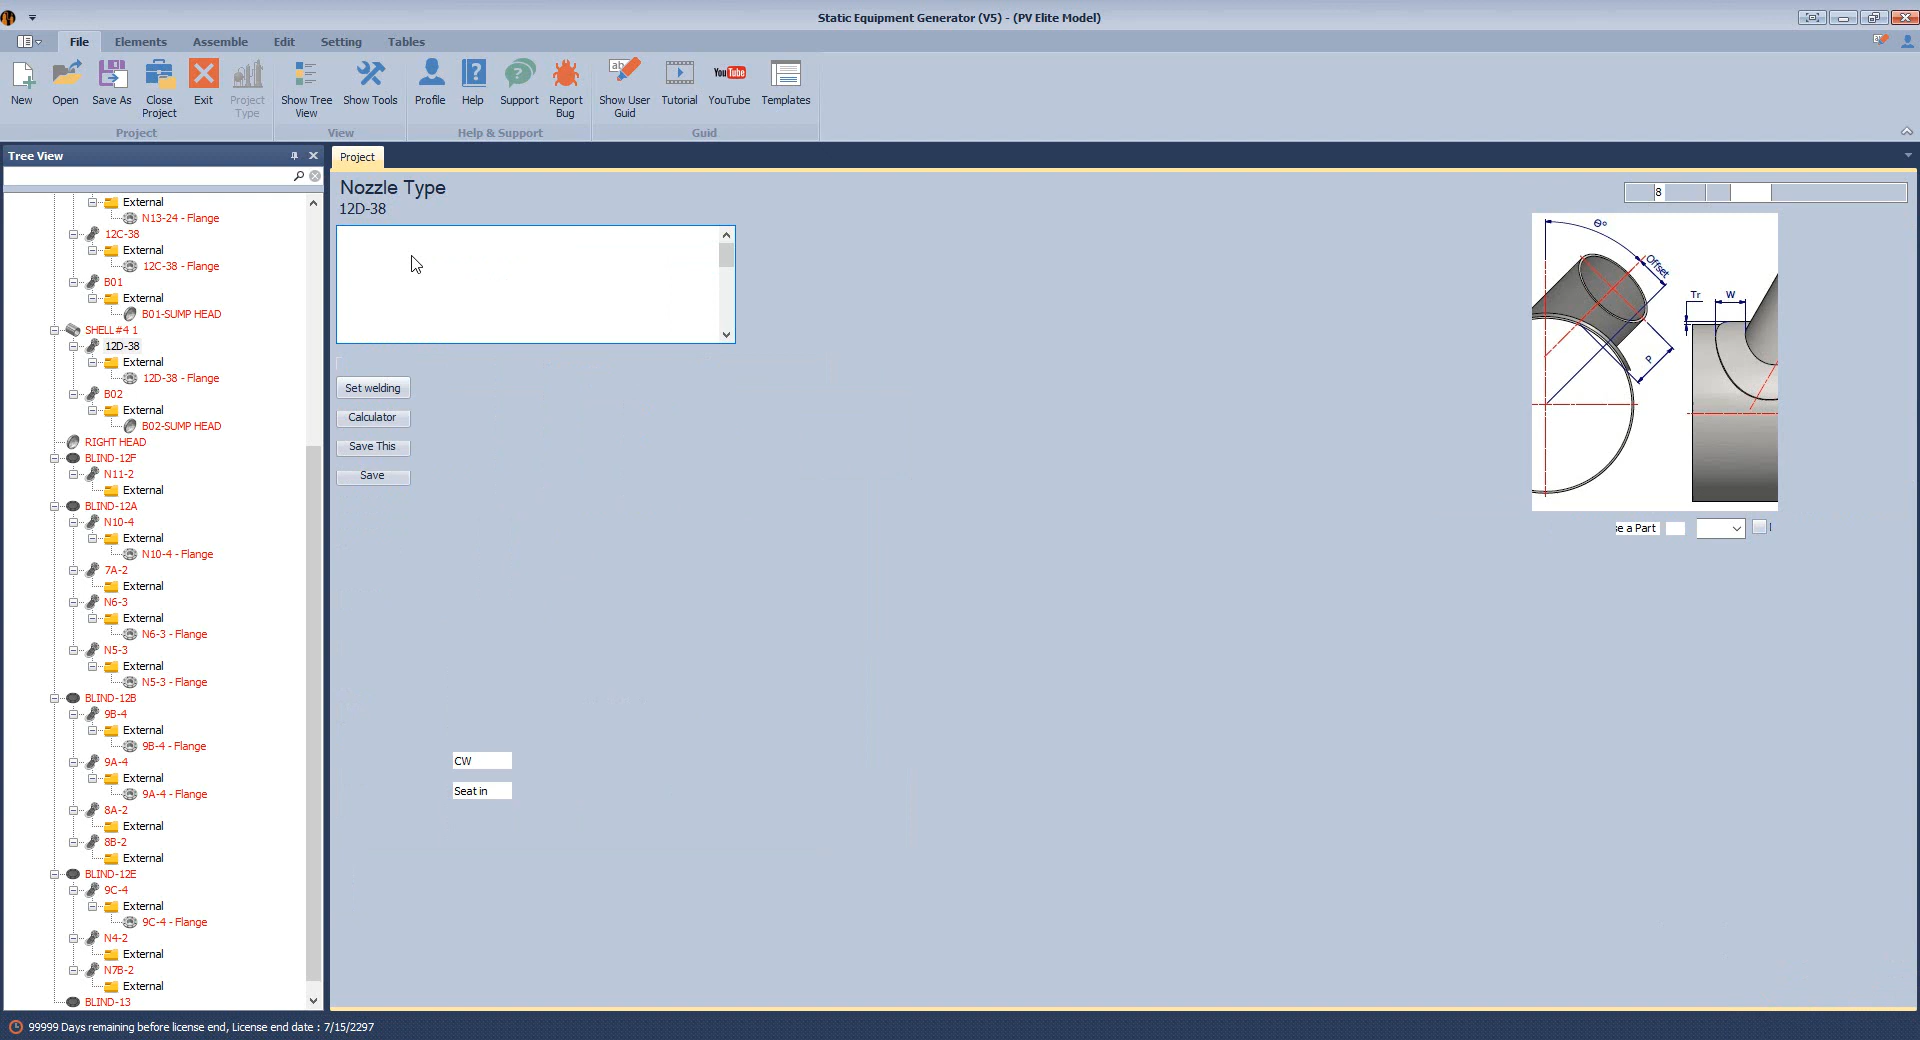 Static Equipment Generator (V5) - (PV Elite Model)
File Elements Assemble Edit Setting Tables
New Open Save As Close Project Exit Project Type Show Tree View Show Tools Profile Help Support Report Bug Show User Guid Tutorial YouTube YouTube Templates
Project View Help & Support Guid
Tree View
Project
External
N13-24 - Flange
12C-38
External
12C-38 - Flange
B01
External
B01-SUMP HEAD
SHELL#4 1
12D-38
External
12D-38 - Flange
B02
External
B02-SUMP HEAD
RIGHT HEAD
BLIND-12F
N11-2
External
BLIND-12A
N10-4
External
N10-4 - Flange
7A-2
External
N6-3
External
N6-3 - Flange
N5-3
External
N5-3 - Flange
BLIND-12B
9B-4
External
9B-4 - Flange
9A-4
External
9A-4 - Flange
8A-2
External
8B-2
External
BLIND-12E
9C-4
External
9C-4 - Flange
N4-2
External
N7B-2
External
BLIND-13
Nozzle Type
12D-38
8
Set welding
Calculator
Save This
Save
CW
Seat in
Θ°
Offset
P
Tr W
e a Part
99999 Days remaining before license end, License end date : 7/15/2297